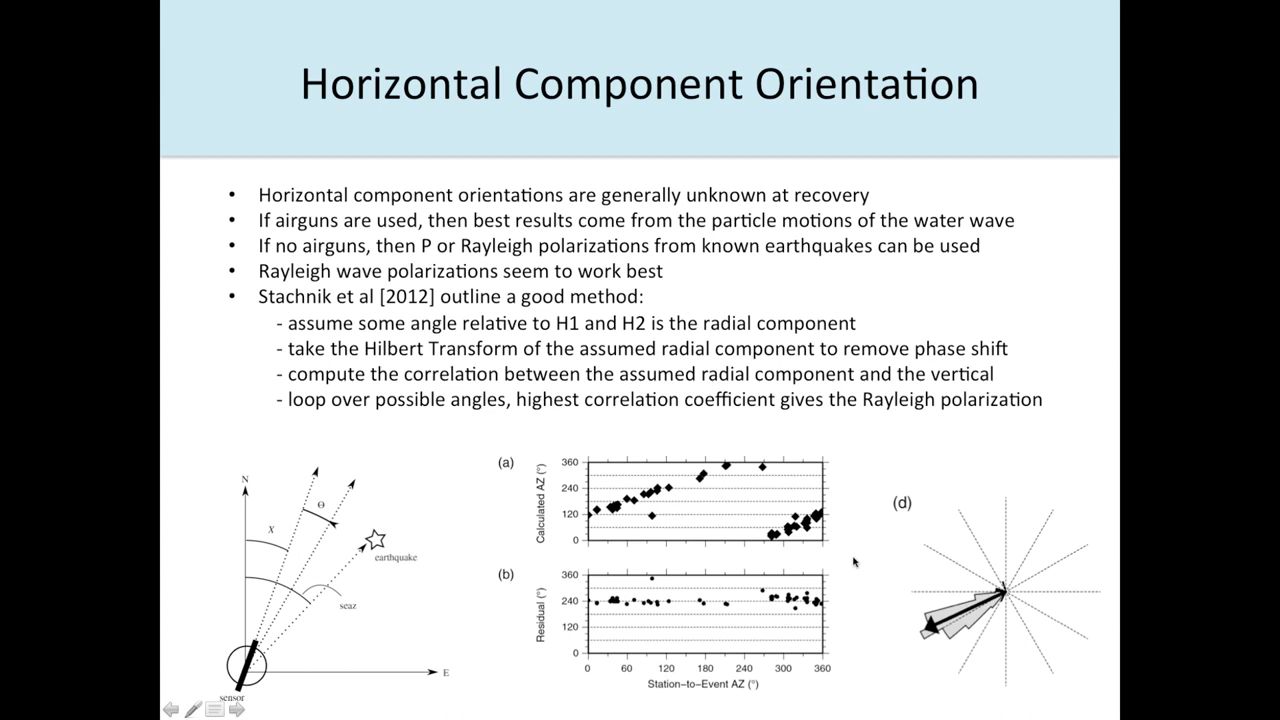 Horizontal Component Orientation
• Horizontal component orientations are generally unknown at recovery
• If airguns are used, then best results come from the particle motions of the water wave
• If no airguns, then P or Rayleigh polarizations from known earthquakes can be used
• Rayleigh wave polarizations seem to work best
• Stachnik et al [2012] outline a good method:
- assume some angle relative to H1 and H2 is the radial component
- take the Hilbert Transform of the assumed radial component to remove phase shift
- compute the correlation between the assumed radial component and the vertical
- loop over possible angles, highest correlation coefficient gives the Rayleigh polarization
N
Θ
X
earthquake
seaz
E
sensor
(a)
Calculated AZ (°)
360
240
120
0
(b)
Residual (°)
360
240
120
0
0 60 120 180 240 300 360
Station−to−Event AZ (°)
(d)